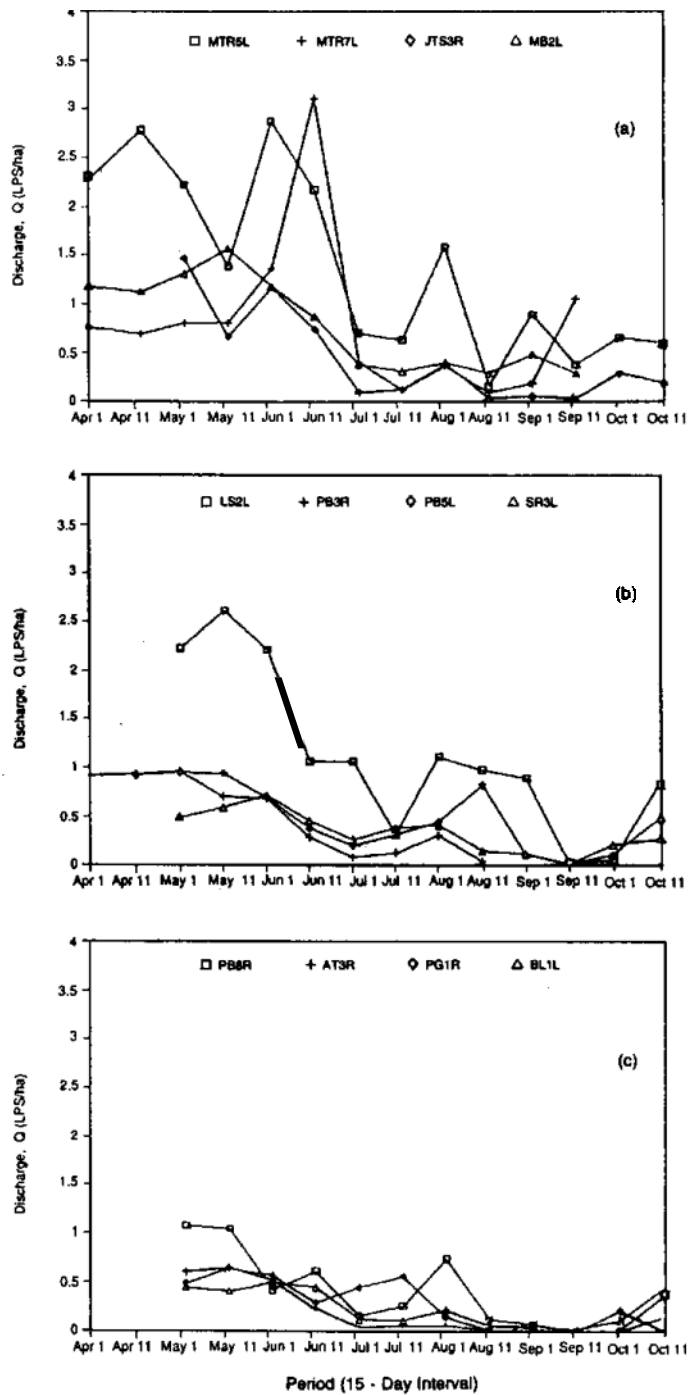 4
MTR5L MTR7L JTS3R MB2L
3.5
3
(a)
2.5
Discharge, Q (LPS/ha)
2
1.5
1
0.5
0
Apr 1 Apr 11 May 1 May 11 Jun 1 Jun 11 Jul 1 Jul 11 Aug 1 Aug 11 Sep 1 Sep 11 Oct 1 Oct 11
4
LS2L PB3R PB5L SR3L
3.5
3
(b)
2.5
Discharge, Q (LPS/ha)
2
1.5
1
0.5
0
Apr 1 Apr 11 May 1 May 11 Jun 1 Jun 11 Jul 1 Jul 11 Aug 1 Aug 11 Sep 1 Sep 11 Oct 1 Oct 11
4
PB8R AT3R PG1R BL1L
3.5
3
(c)
2.5
Discharge, Q (LPS/ha)
2
1.5
1
0.5
0
Apr 1 Apr 11 May 1 May 11 Jun 1 Jun 11 Jul 1 Jul 11 Aug 1 Aug 11 Sep 1 Sep 11 Oct 1 Oct 11
Period (15 - Day Interval)